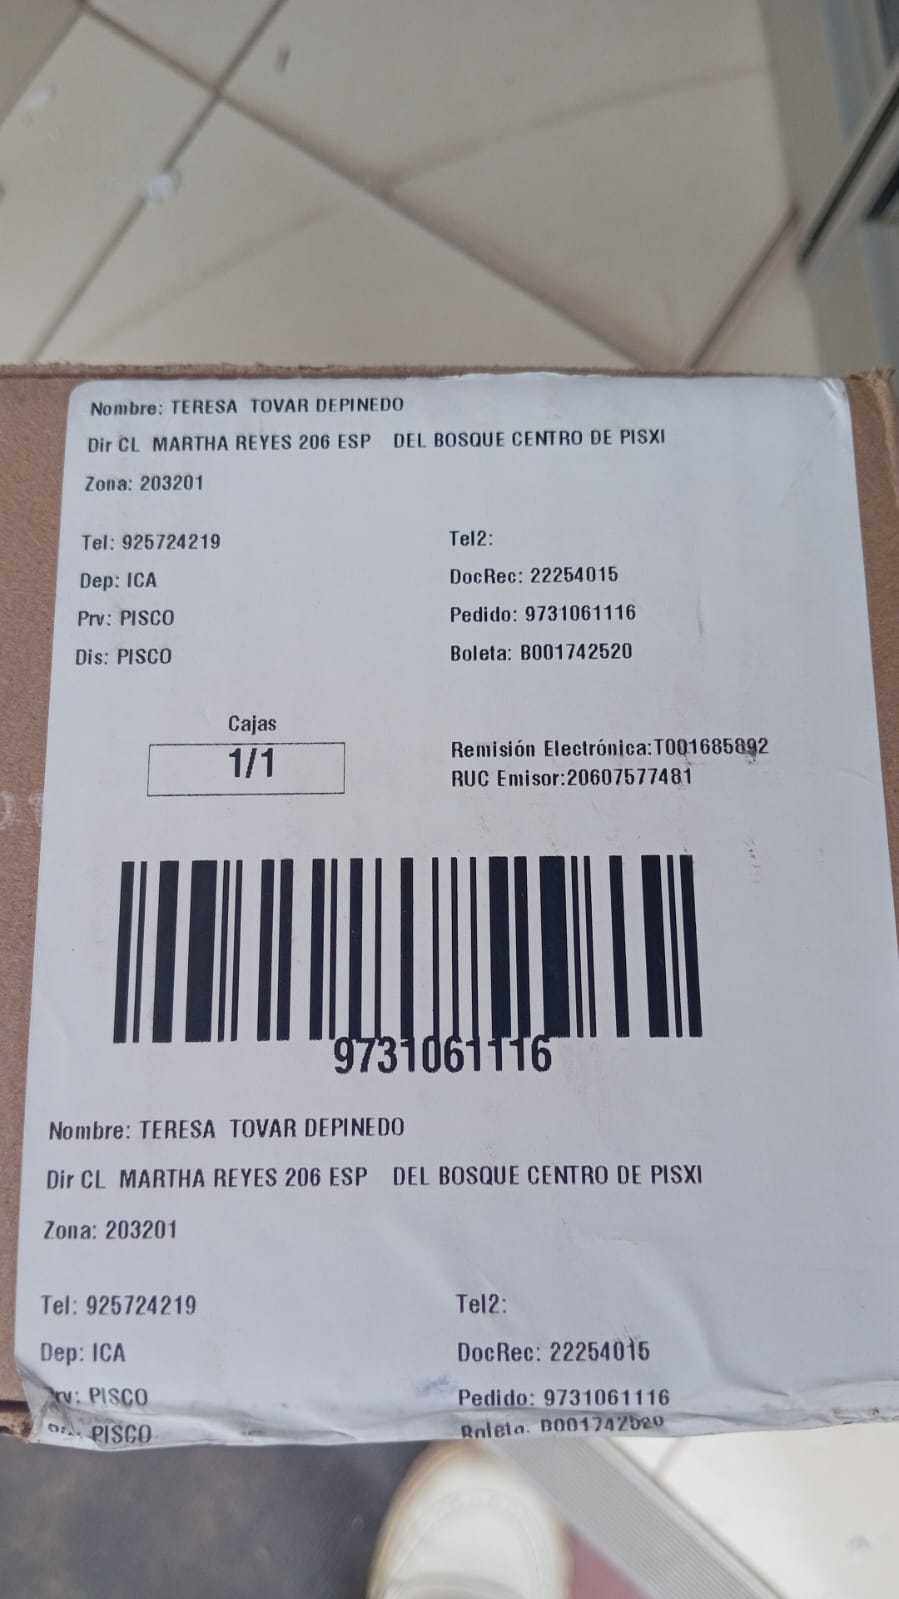 Nombre: TERESA TOVAR DEPINEDO
Dir CL MARTHA REYES 206 ESP DEL BOSQUE CENTRO DE PISXI
Zona: 203201
Tel: 925724219 Tel2:
Dep: ICA DocRec: 22254015
Prv: PISCO Pedido: 9731061116
Dis: PISCO Boleta: B001742520
Cajas
1/1
Remisión Electrónica:T001685892
RUC Emisor:20607577481
9731061116
Nombre: TERESA TOVAR DEPINEDO
Dir CL MARTHA REYES 206 ESP DEL BOSQUE CENTRO DE PISXI
Zona: 203201
Tel: 925724219 Tel2:
Dep: ICA DocRec: 22254015
Prv: PISCO Pedido: 9731061116
PISCO Boleta: B001742520